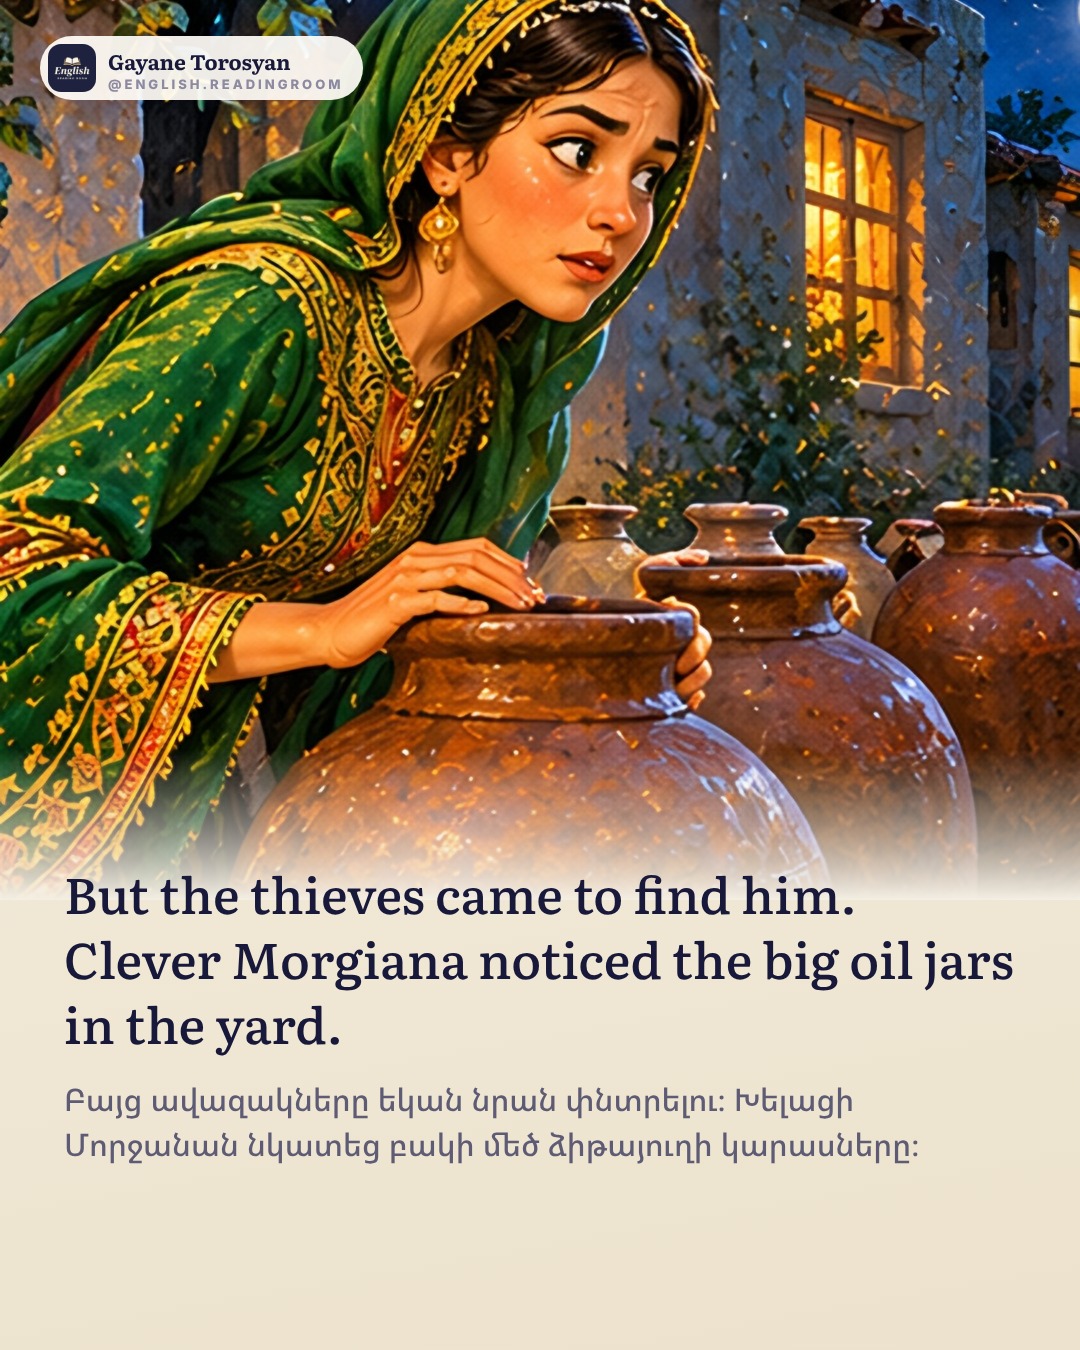 English
Gayane Torosyan
@ENGLISH.READINGROOM
But the thieves came to find him.
Clever Morgiana noticed the big oil jars
in the yard.
Բայց ավազակները եկան նրան փնտրելու: Խելացի
Մորջանան նկատեց բակի մեծ ձիթայուղի կարասները: